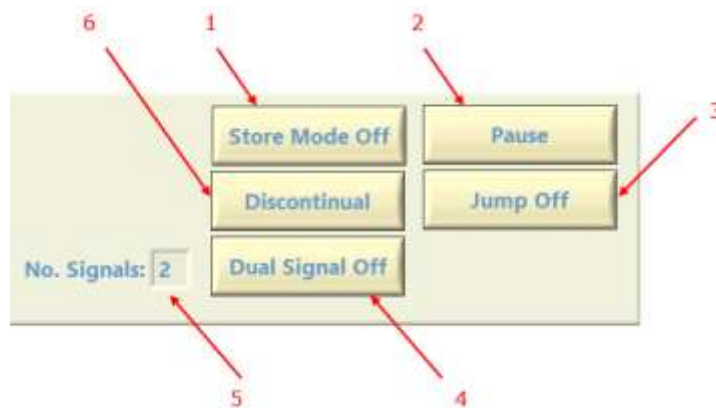 6 1 2
3
Store Mode Off Pause
Discontinual Jump Off
No. Signals: 2 Dual Signal Off
5 4